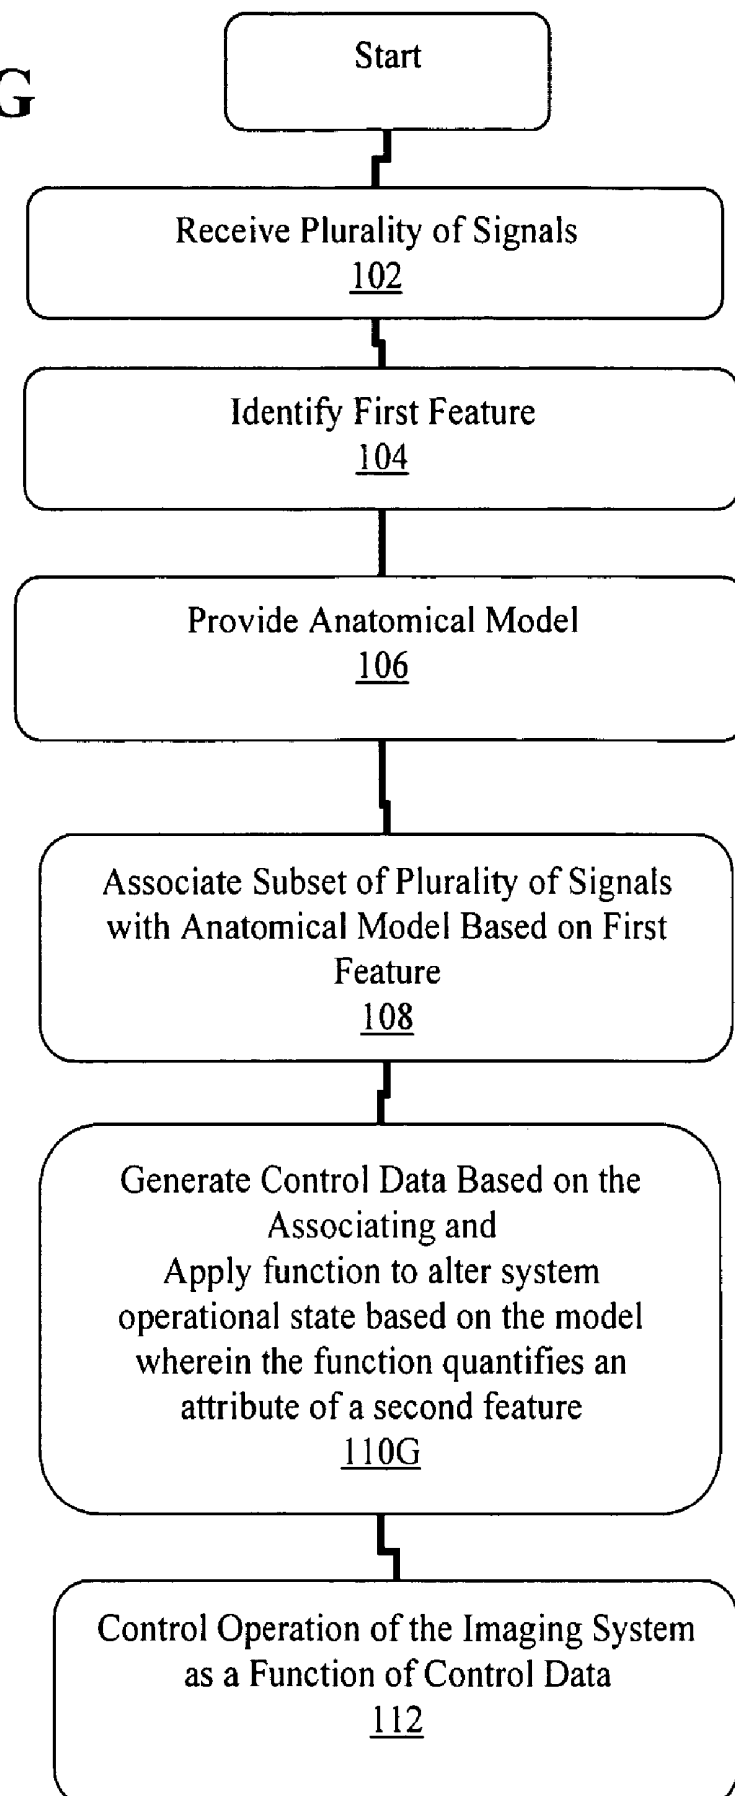 G
Start
Receive Plurality of Signals
102
Identify First Feature
104
Provide Anatomical Model
106
Associate Subset of Plurality of Signals
with Anatomical Model Based on First
Feature
108
Generate Control Data Based on the
Associating and
Apply function to alter system
operational state based on the model
wherein the function quantifies an
attribute of a second feature
110G
Control Operation of the Imaging System
as a Function of Control Data
112